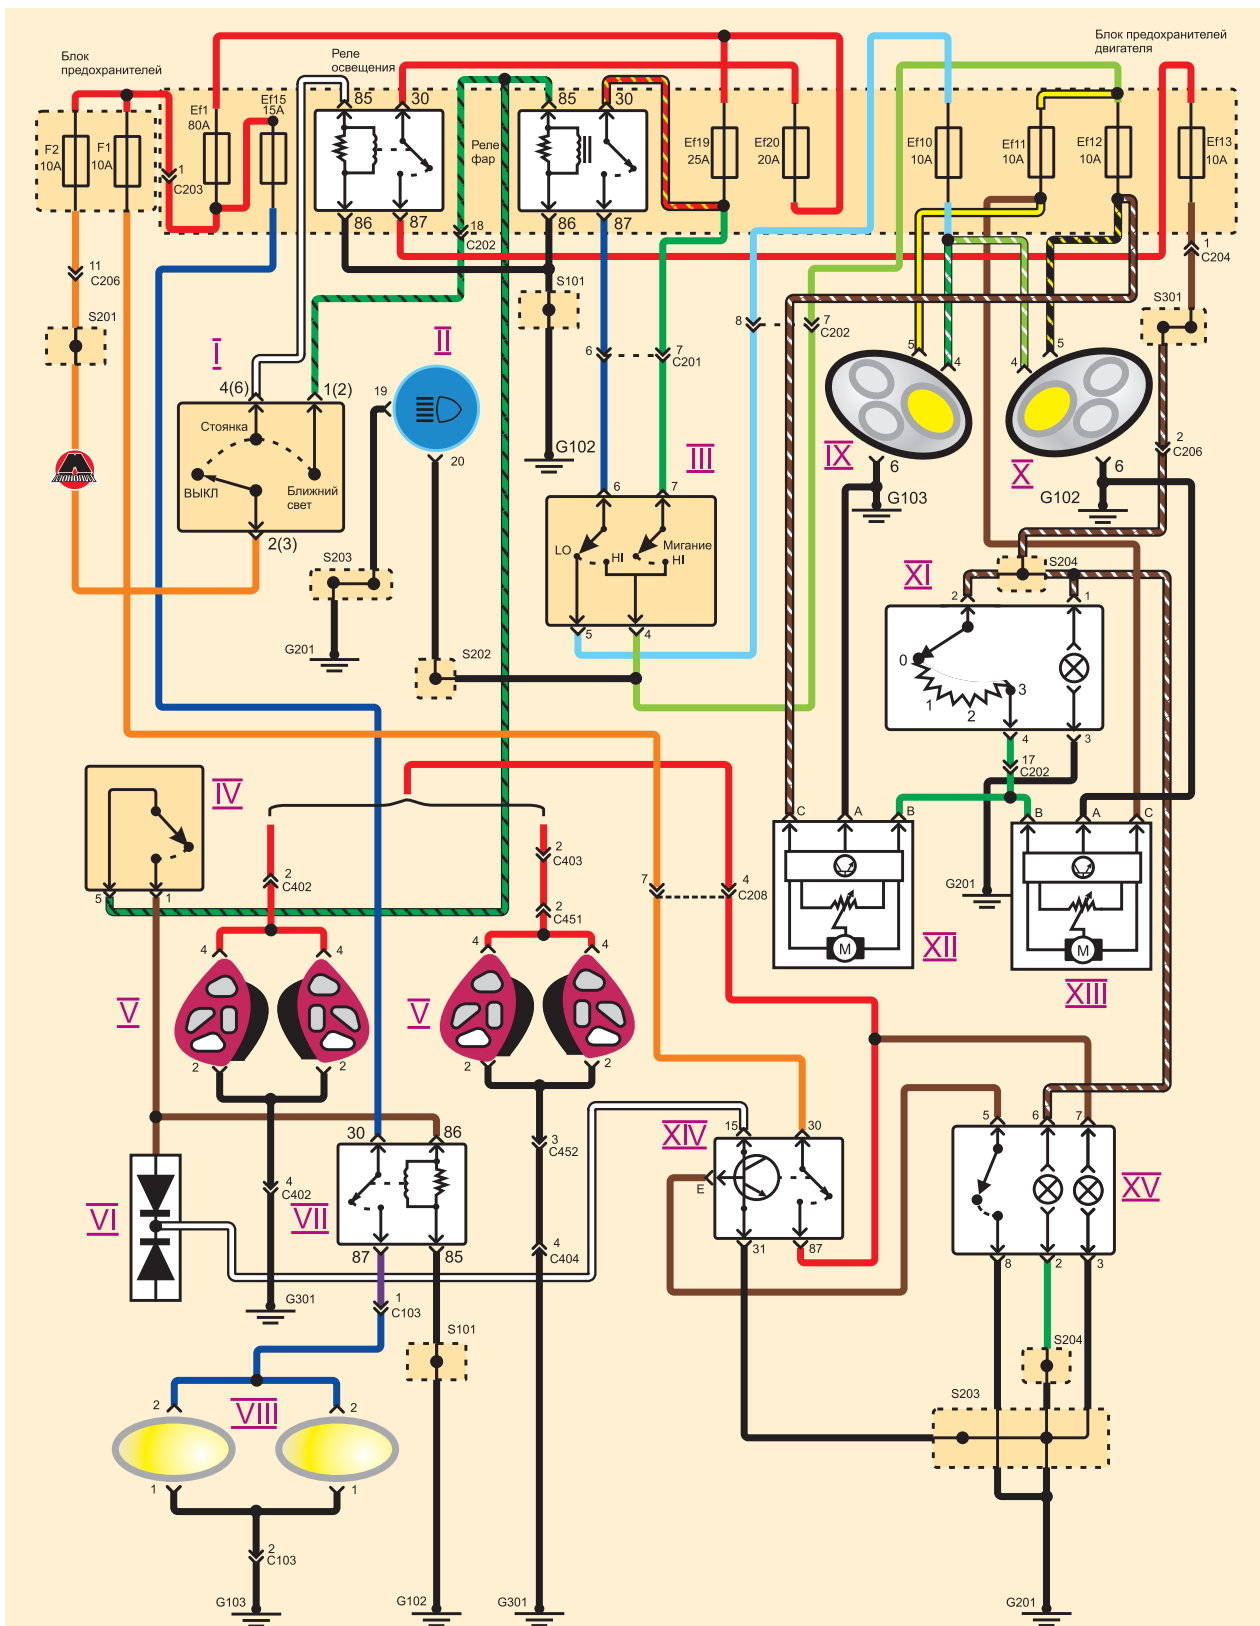 Блок
предохранителей
Реле
освещения
Блок предохранителей
двигателя
85
30
85
30
Ef1
80A
Ef15
15A
F2
10A
F1
10A
Реле
фар
Ef19
25A
Ef20
20A
Ef10
10A
Ef11
10A
Ef12
10A
Ef13
10A
1
C203
86
87
86
87
18
C202
1
C204
11
C206
S201
S101
S301
I
II
8
7
C202
6
7
C201
5
4
4
5
4(6)
1(2)
19
20
Стоянка
ВЫКЛ
Ближний
свет
2(3)
G102
III
IX
6
G103
X
6
G102
2
C206
6
7
LO
HI
Мигание
HI
5
4
S203
G201
S202
XI
S204
2
1
0
1
2
3
4
3
17
C202
IV
5
1
2
C402
2
C403
2
C451
7
4
C208
C
A
B
B
A
C
G201
M
XII
M
XIII
4
4
4
4
V
V
2
2
2
2
30
86
VI
VII
4
C402
3
C452
XIV
15
30
E
31
87
5
6
7
XV
8
2
3
87
85
4
C404
G301
1
C103
S101
S204
S203
VIII
2
2
1
1
2
C103
G103
G102
G301
G201